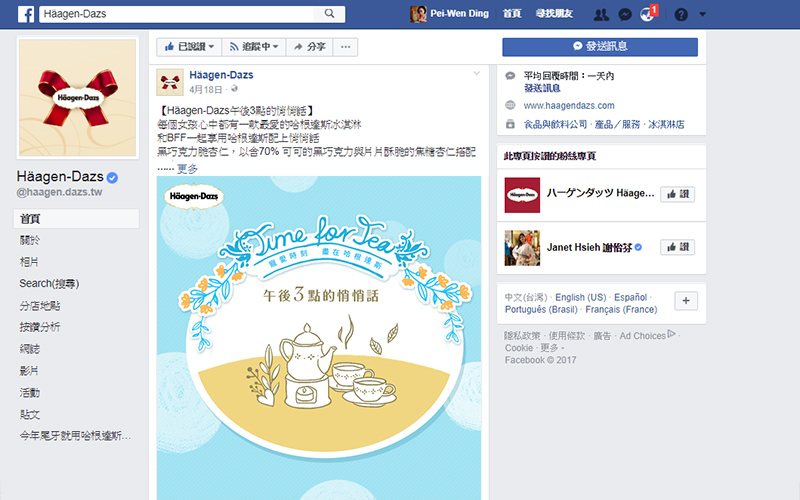 Häagen-Dazs
Pei-Wen Ding 首頁 尋找朋友 1
已說讚 追蹤中 分享 ...
發送訊息
Häagen-Dazs
Häagen-Dazs
@haagen.dazs.tw
首頁
關於
相片
Search(搜尋)
分店地點
按讚分析
網誌
影片
活動
貼文
今年尾牙就用哈根達斯...
Häagen-Dazs
4月18日 ·
【Häagen-Dazs午後3點的悄悄話】
每個女孩心中都有一款最愛的哈根達斯冰淇淋
和BFF一起享用哈根達斯配上悄悄話
黑巧克力脆杏仁，以含70% 可可的黑巧克力與片片酥脆的焦糖杏仁搭配
...... 更多
Häagen-Dazs
Time for Tea
寵愛時刻 盡在哈根達斯
午後3點的悄悄話
平均回覆時間：一天內
發送訊息
www.haagendazs.com
食品與飲料公司 · 產品／服務 · 冰淇淋店
此專頁按讚的粉絲專頁
ハーゲンダッツ Häage... 讚
Janet Hsieh 謝怡芬 讚
中文(台灣) · English (US) · Español ·
Português (Brasil) · Français (France)
隱私政策 · 使用條款 · 廣告 · Ad Choices ·
Cookie · 更多
Facebook © 2017